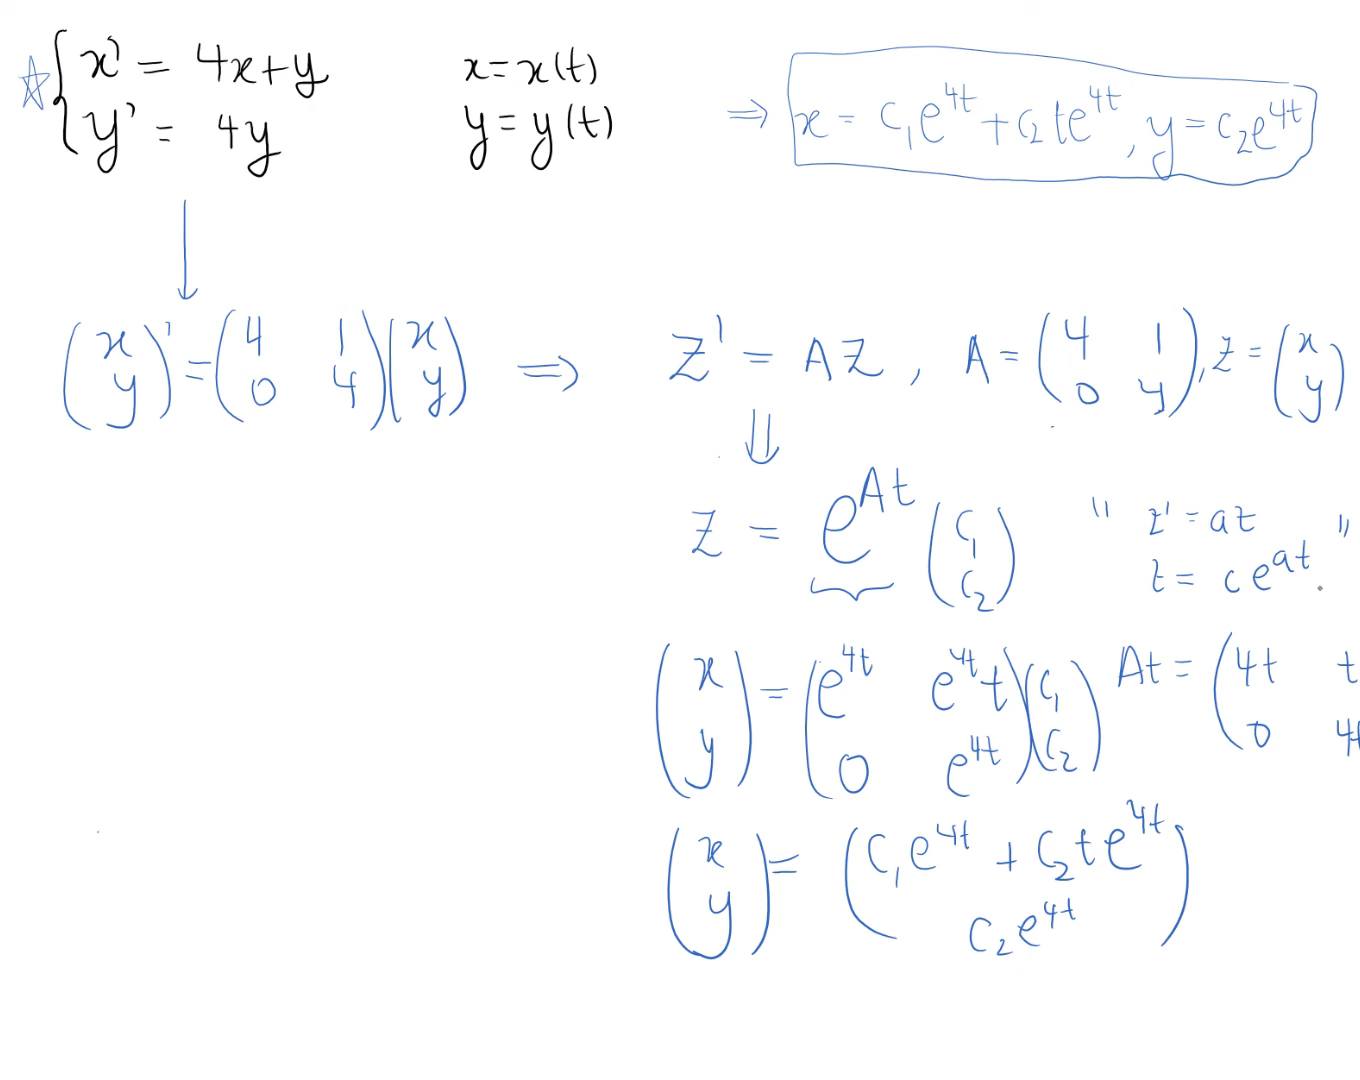 ☆ { x' = 4x+y    x = x(t)    ⇒ x = c₁e^{4t} + c₂te^{4t}, y = c₂e^{4t}
y' = 4y    y = y(t)
↓
(x y)' = (4 1; 0 4)(x y) ⇒ Z' = AZ, A = (4 1; 0 4), Z = (x y)
⇓
Z = e^{At} (c₁ c₂)    " z' = az "
z = ce^{at}.
(x y) = (e^{4t} e^{4t}t; 0 e^{4t})(c₁ c₂)    At = (4t t; 0 4t
(x y) = (c₁e^{4t} + c₂te^{4t}; c₂e^{4t})